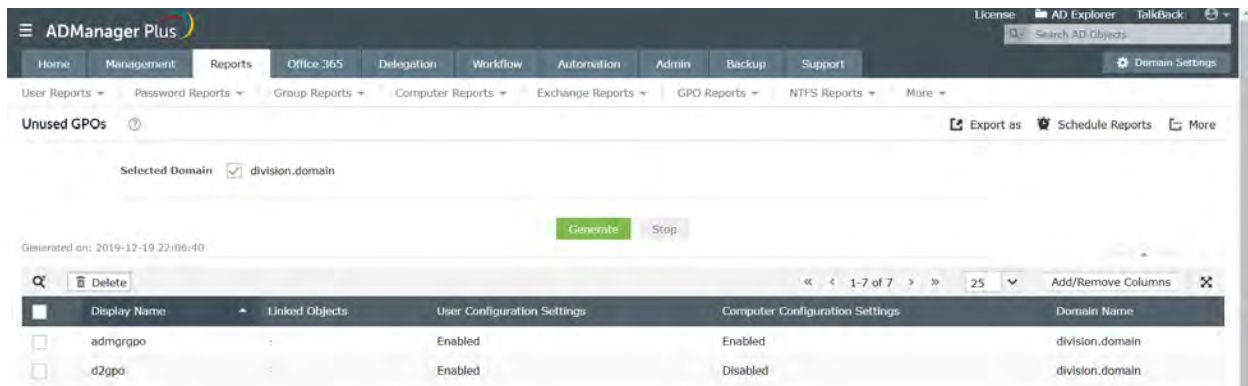 License AD Explorer TalkBack
ADManager Plus
Search AD Objects
Home Management Reports Office 365 Delegation Workflow Automation Admin Backup Support Domain Settings
User Reports Password Reports Group Reports Computer Reports Exchange Reports GPO Reports NTFS Reports More
Unused GPOs Export as Schedule Reports More
Selected Domain division.domain
Generate Stop
Generated on: 2019-12-19 22:06:40
Delete « < 1-7 of 7 > » 25 Add/Remove Columns
Display Name Linked Objects User Configuration Settings Computer Configuration Settings Domain Name
admgrgpo - Enabled Enabled division.domain
d2gpo - Enabled Disabled division.domain